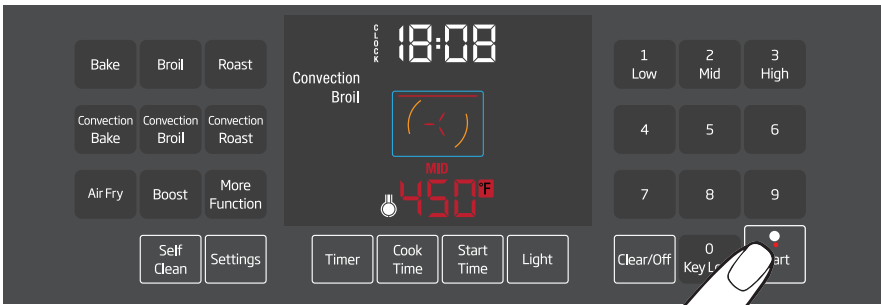 CLOCK
18:08
Convection
Broil
MID
450°F
Bake
Broil
Roast
Convection
Bake
Convection
Broil
Convection
Roast
Air Fry
Boost
More
Function
Self
Clean
Settings
Timer
Cook
Time
Start
Time
Light
1
Low
2
Mid
3
High
4
5
6
7
8
9
Clear/Off
0
Key